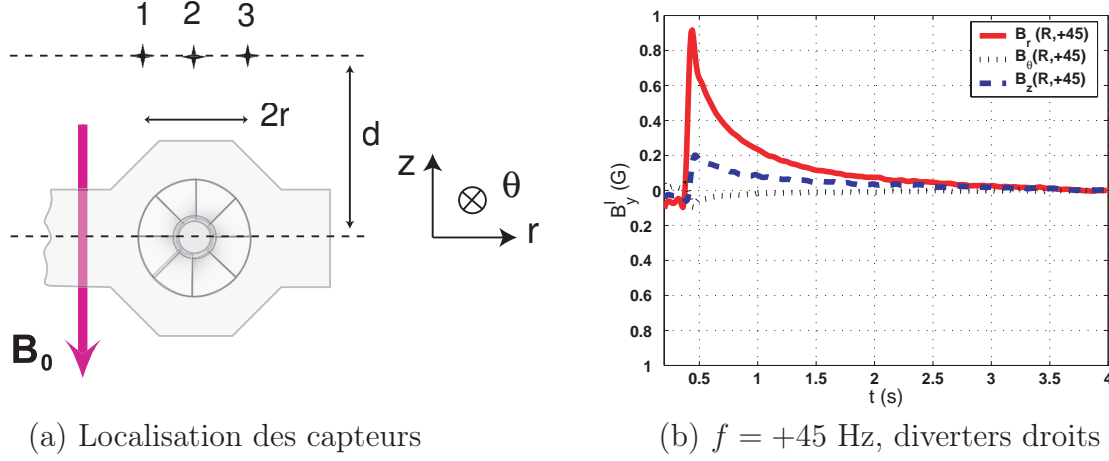 1 2 3
2r
d
z
θ
r
B₀
1
0.8
0.6
0.4
0.2
0
0.2
0.4
0.6
0.8
1
B_y^I (G)
B_r(R,+45)
B_θ(R,+45)
B_z(R,+45)
0.5 1 1.5 2 2.5 3 3.5 4
t (s)
(a) Localisation des capteurs
(b) f = +45 Hz, diverters droits